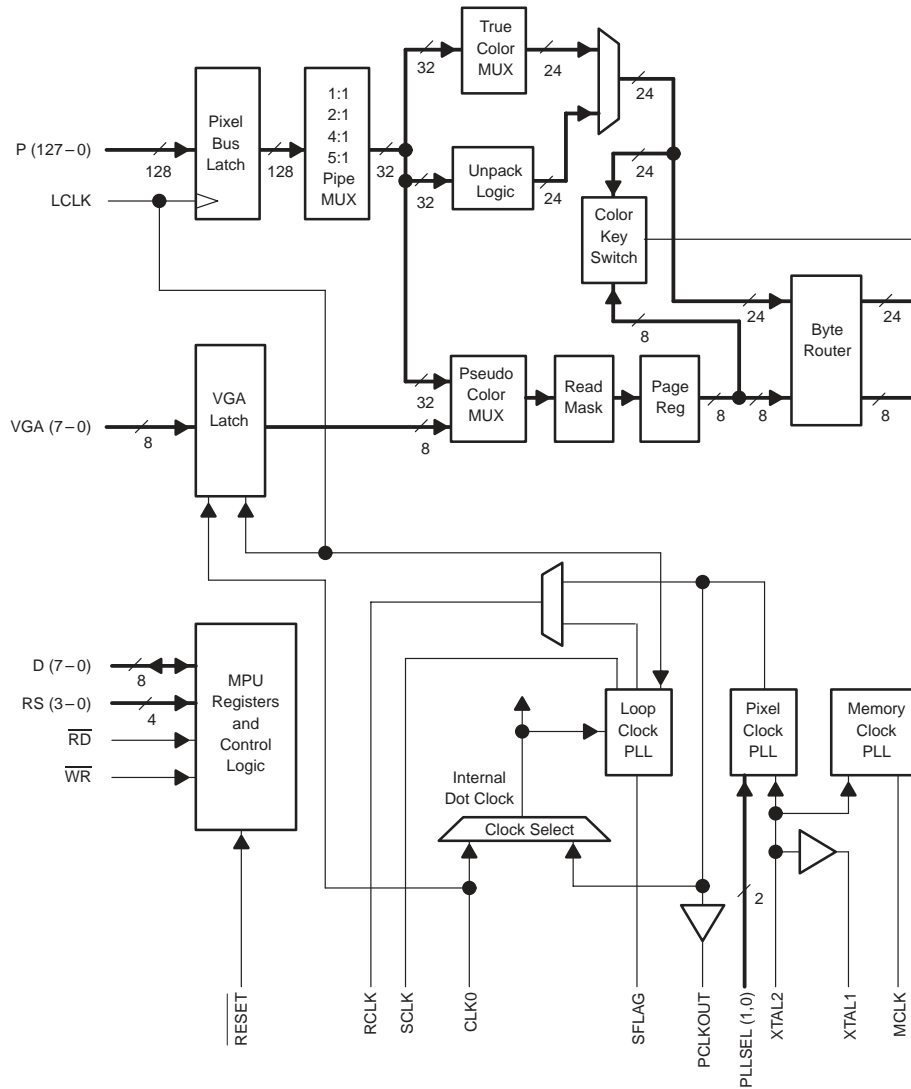 True
Color
MUX
32
24
1:1
2:1
4:1
5:1
Pipe
MUX
24
Pixel
Bus
Latch
P (127–0)
128
128
32
Unpack
Logic
32
24
24
LCLK
Color
Key
Switch
24
24
8
Byte
Router
VGA
Latch
Pseudo
Color
MUX
Read
Mask
Page
Reg
32
8
8
8
VGA (7–0)
8
8
D (7–0)
8
RS (3–0)
4
RD
WR
MPU
Registers
and
Control
Logic
Loop
Clock
PLL
Pixel
Clock
PLL
Memory
Clock
PLL
Internal
Dot Clock
Clock Select
2
RESET
RCLK
SCLK
CLK0
SFLAG
PCLKOUT
PLLSEL (1,0)
XTAL2
XTAL1
MCLK